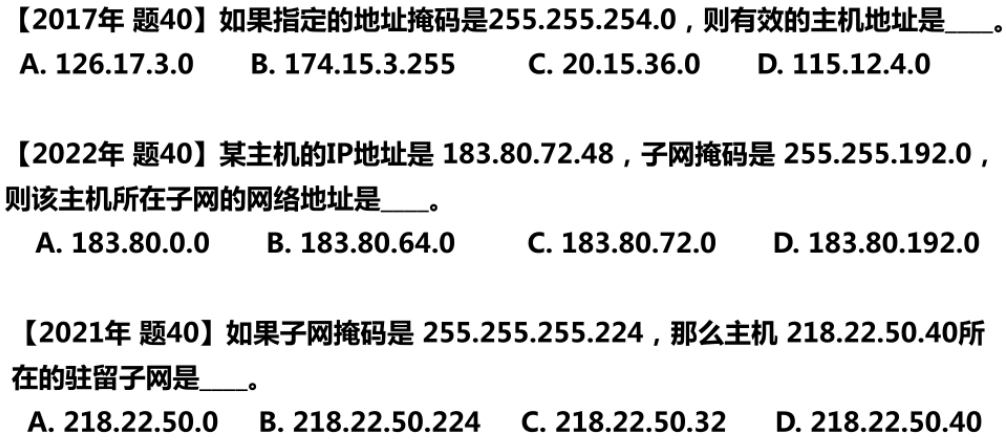 【2017年 题40】如果指定的地址掩码是255.255.254.0，则有效的主机地址是____。
A. 126.17.3.0 B. 174.15.3.255 C. 20.15.36.0 D. 115.12.4.0
【2022年 题40】某主机的IP地址是 183.80.72.48，子网掩码是 255.255.192.0，
则该主机所在子网的网络地址是____。
A. 183.80.0.0 B. 183.80.64.0 C. 183.80.72.0 D. 183.80.192.0
【2021年 题40】如果子网掩码是 255.255.255.224，那么主机 218.22.50.40所
在的驻留子网是____。
A. 218.22.50.0 B. 218.22.50.224 C. 218.22.50.32 D. 218.22.50.40